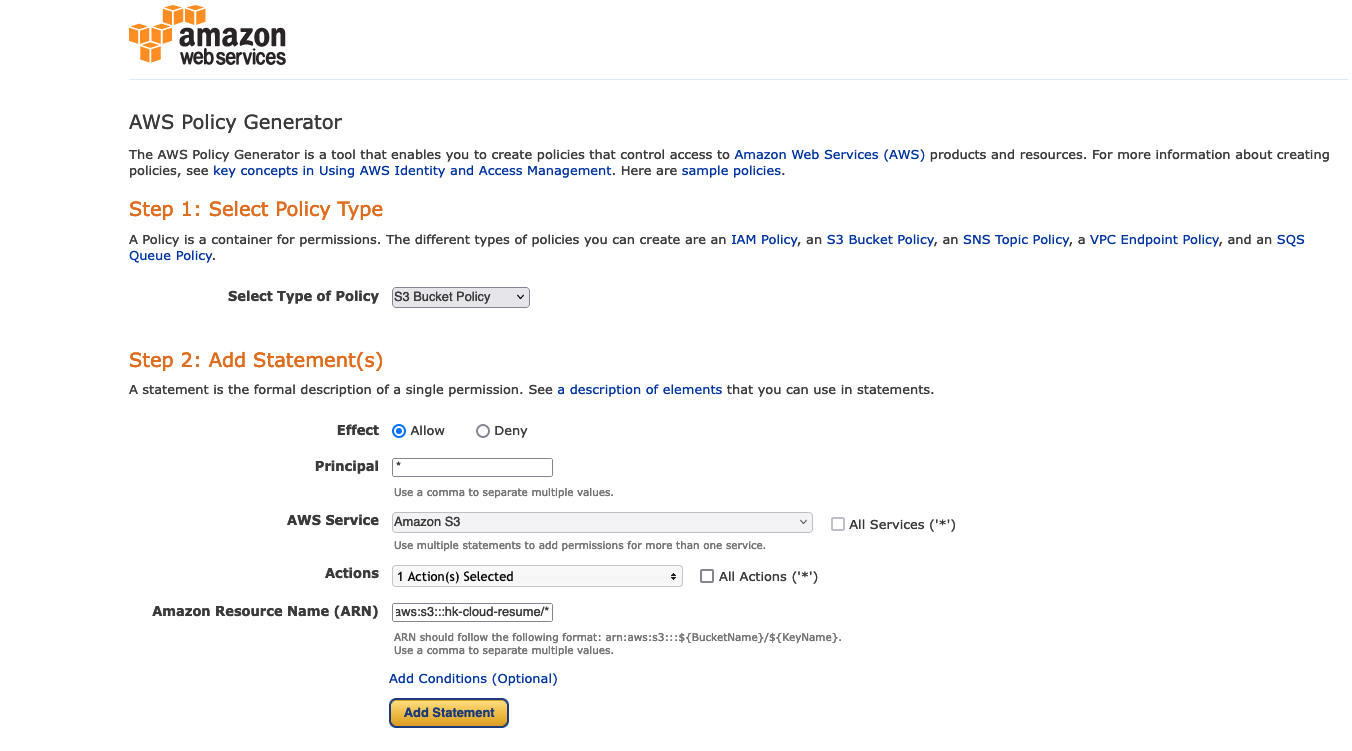 amazon
webservices
AWS Policy Generator
The AWS Policy Generator is a tool that enables you to create policies that control access to Amazon Web Services (AWS) products and resources. For more information about creating
policies, see key concepts in Using AWS Identity and Access Management. Here are sample policies.
Step 1: Select Policy Type
A Policy is a container for permissions. The different types of policies you can create are an IAM Policy, an S3 Bucket Policy, an SNS Topic Policy, a VPC Endpoint Policy, and an SQS
Queue Policy.
Select Type of Policy S3 Bucket Policy
Step 2: Add Statement(s)
A statement is the formal description of a single permission. See a description of elements that you can use in statements.
Effect Allow Deny
Principal *
Use a comma to separate multiple values.
AWS Service Amazon S3 All Services ('*')
Use multiple statements to add permissions for more than one service.
Actions 1 Action(s) Selected All Actions ('*')
Amazon Resource Name (ARN) aws:s3:::hk-cloud-resume/*
ARN should follow the following format: arn:aws:s3:::${BucketName}/${KeyName}.
Use a comma to separate multiple values.
Add Conditions (Optional)
Add Statement